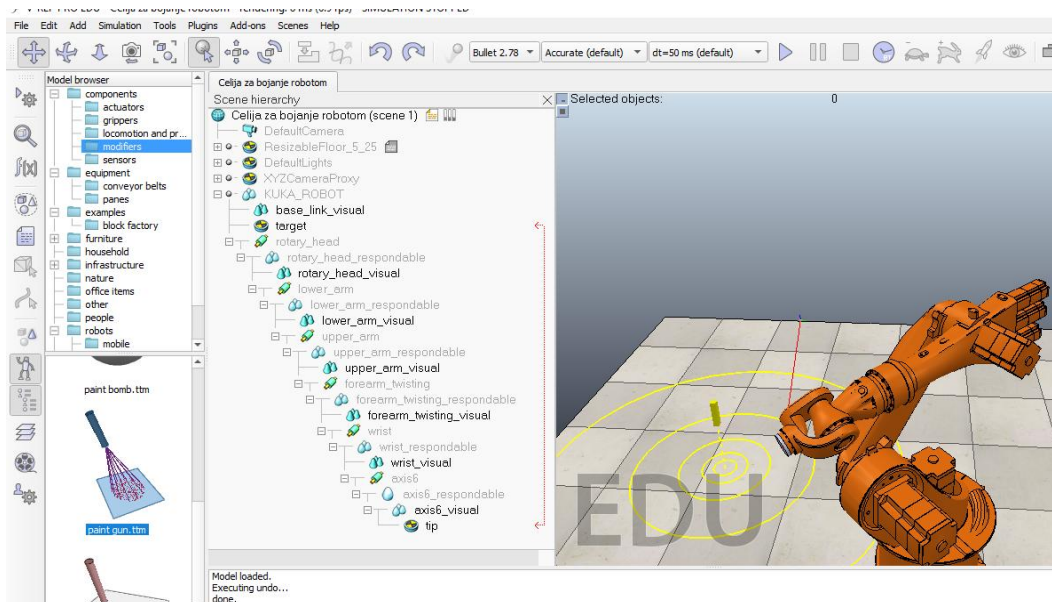 File Edit Add Simulation Tools Plugins Add-ons Scenes Help
Bullet 2.78 Accurate (default) dt=50 ms (default)
Model browser
components
actuators
grippers
locomotion and pr...
modifiers
sensors
equipment
conveyor belts
panes
examples
block factory
furniture
household
infrastructure
nature
office items
other
people
robots
mobile
paint bomb.ttm
paint gun.ttm
f(x)
Celija za bojanje robotom
Scene hierarchy
Celija za bojanje robotom (scene 1)
DefaultCamera
ResizableFloor_5_25
DefaultLights
XYZCameraProxy
KUKA_ROBOT
base_link_visual
target
rotary_head
rotary_head_respondable
rotary_head_visual
lower_arm
lower_arm_respondable
lower_arm_visual
upper_arm
upper_arm_respondable
upper_arm_visual
forearm_twisting
forearm_twisting_respondable
forearm_twisting_visual
wrist
wrist_respondable
wrist_visual
axis6
axis6_respondable
axis6_visual
tip
Selected objects: 0
EDU
Model loaded.
Executing undo...
done.